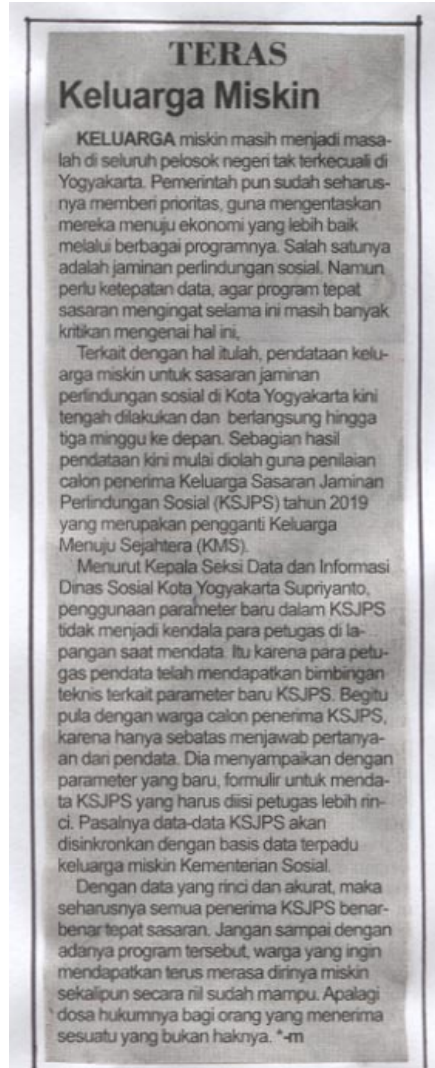 TERAS
Keluarga Miskin
KELUARGA miskin masih menjadi masa-
lah di seluruh pelosok negeri tak terkecuali di
Yogyakarta. Pemerintah pun sudah seharus-
nya memberi prioritas, guna mengentaskan
mereka menuju ekonomi yang lebih baik
melalui berbagai programnya. Salah satunya
adalah jaminan perlindungan sosial. Namun
perlu ketepatan data, agar program tepat
sasaran mengingat selama ini masih banyak
kritikan mengenai hal ini.
Terkait dengan hal itulah, pendataan kelu-
arga miskin untuk sasaran jaminan
perlindungan sosial di Kota Yogyakarta kini
tengah dilakukan dan berlangsung hingga
tiga minggu ke depan. Sebagian hasil
pendataan kini mulai diolah guna penilaian
calon penerima Keluarga Sasaran Jaminan
Perlindungan Sosial (KSJPS) tahun 2019
yang merupakan pengganti Keluarga
Menuju Sejahtera (KMS).
Menurut Kepala Seksi Data dan Informasi
Dinas Sosial Kota Yogyakarta Supriyanto,
penggunaan parameter baru dalam KSJPS
tidak menjadi kendala para petugas di la-
pangan saat mendata. Itu karena para petu-
gas pendata telah mendapatkan bimbingan
teknis terkait parameter baru KSJPS. Begitu
pula dengan warga calon penerima KSJPS,
karena hanya sebatas menjawab pertanya-
an dari pendata. Dia menyampaikan dengan
parameter yang baru, formulir untuk menda-
ta KSJPS yang harus diisi petugas lebih rin-
ci. Pasalnya data-data KSJPS akan
disinkronkan dengan basis data terpadu
keluarga miskin Kementerian Sosial.
Dengan data yang rinci dan akurat, maka
seharusnya semua penerima KSJPS benar-
benar tepat sasaran. Jangan sampai dengan
adanya program tersebut, warga yang ingin
mendapatkan terus merasa dirinya miskin
sekalipun secara riil sudah mampu. Apalagi
dosa hukumnya bagi orang yang menerima
sesuatu yang bukan haknya. *-m